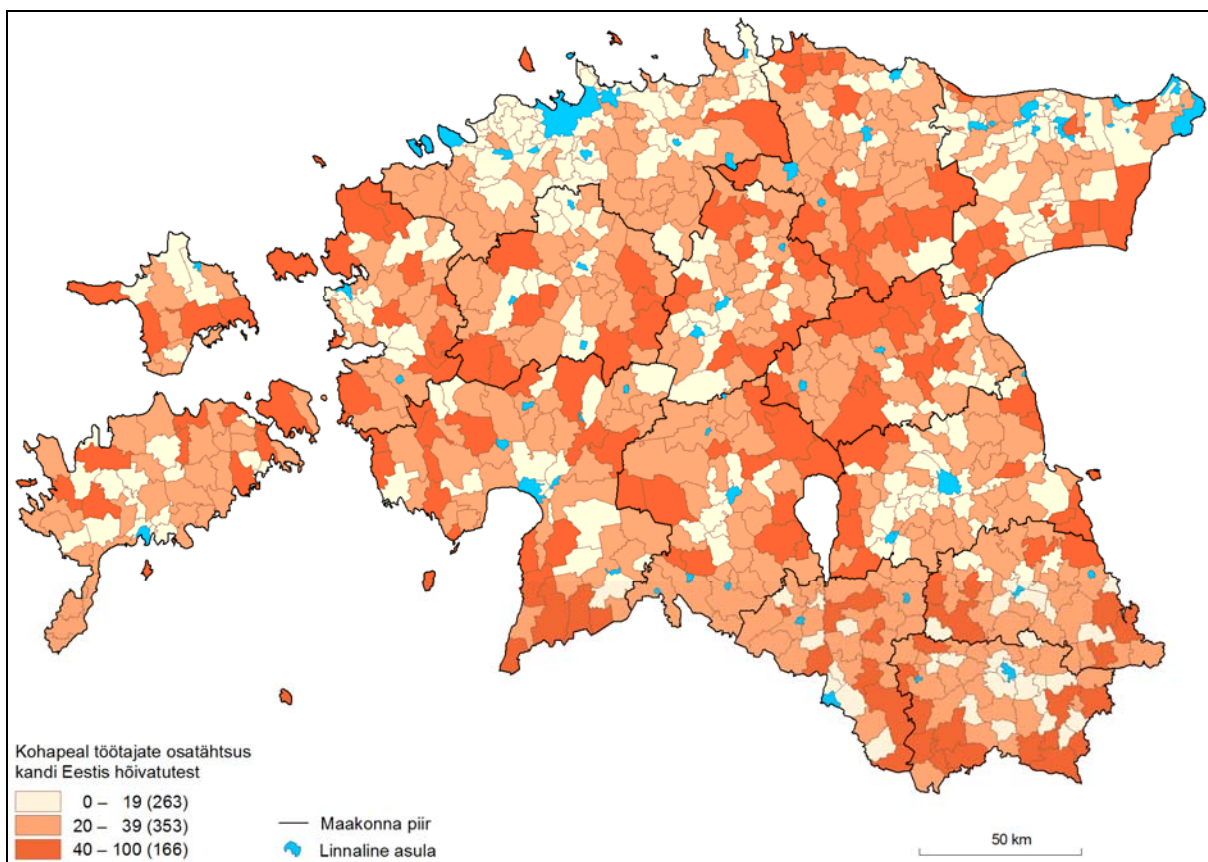 Kohapeal töötajate osatähtsus
kandi Eestis hõivatutest
0 – 19 (263)
20 – 39 (353)
40 – 100 (166)
Maakonna piir
Linnaline asula
50 km